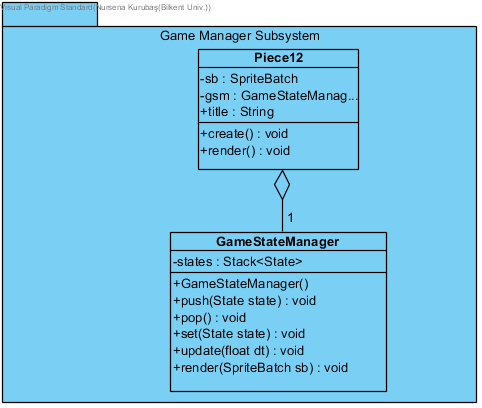 Visual Paradigm Standard(Nursena Kurubaş(Bilkent Univ.))
Game Manager Subsystem
Piece12
-sb : SpriteBatch
-gsm : GameStateManag...
+title : String
+create() : void
+render() : void
1
GameStateManager
-states : Stack<State>
+GameStateManager()
+push(State state) : void
+pop() : void
+set(State state) : void
+update(float dt) : void
+render(SpriteBatch sb) : void